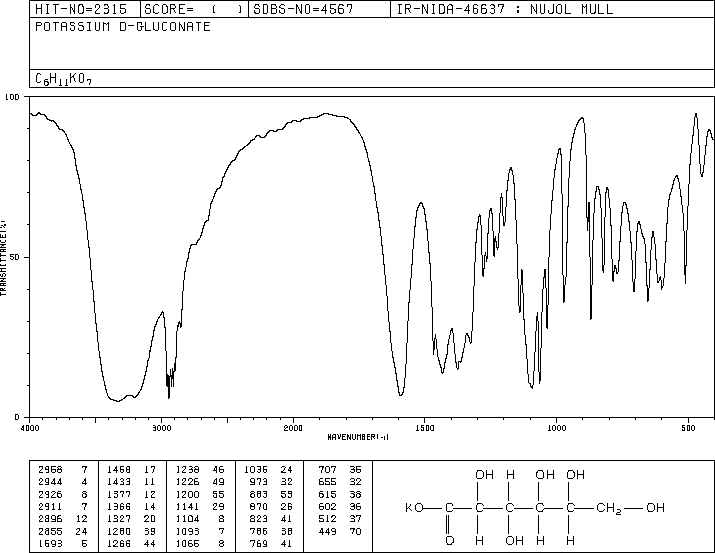 HIT-NO=2315 SCORE= ( ) SDBS-NO=4567 IR-NIDA-46637 : NUJOL MULL
POTASSIUM D-GLUCONATE
C6H11KO7
100
50
0
TRANSMITTANCE(%)
4000 3000 2000 1500 1000 500
WAVENUMBER(-1)
2958 7 1458 17 1238 46 1036 24 707 36
2944 4 1433 11 1226 49 973 32 655 32
2926 8 1377 12 1200 55 883 59 615 38
2911 7 1366 14 1141 29 870 26 602 36
2896 12 1327 20 1104 8 823 41 512 37
2855 24 1280 39 1093 7 786 38 449 70
1593 6 1266 44 1065 8 769 41
OH H OH OH
KO C C C C C CH2 OH
O H OH H H